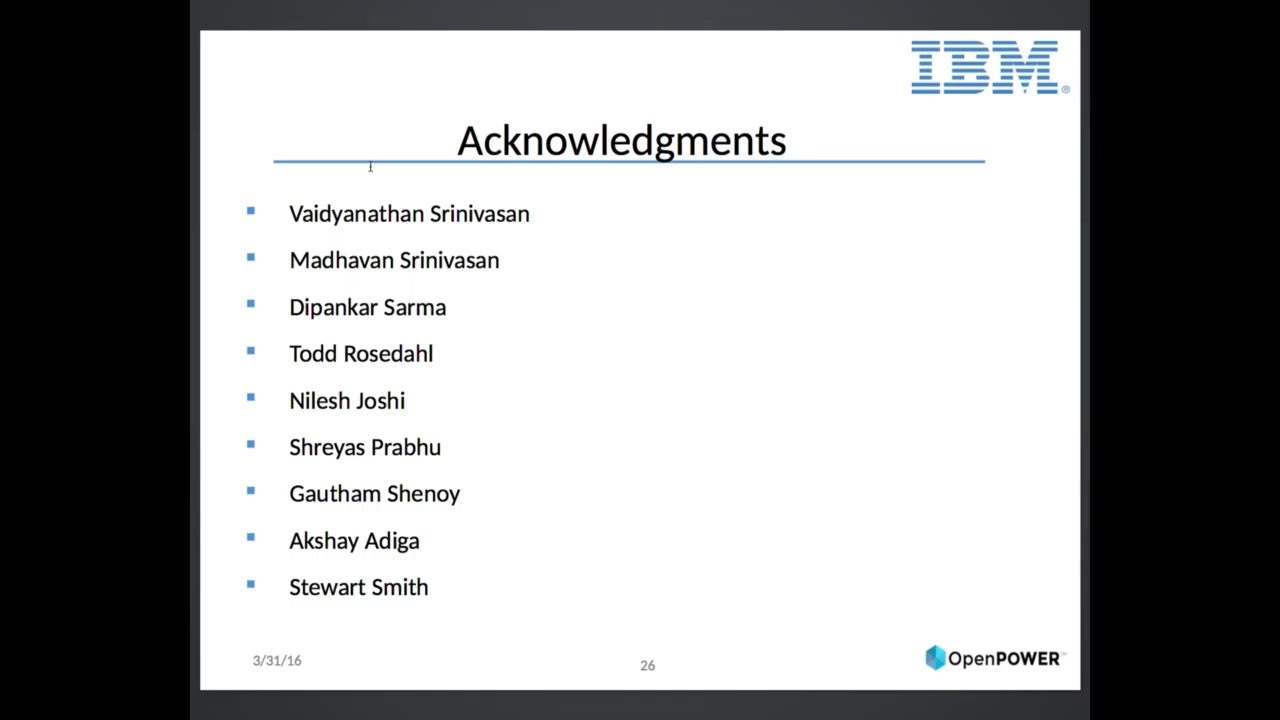 IBM®
Acknowledgments
Vaidyanathan Srinivasan
Madhavan Srinivasan
Dipankar Sarma
Todd Rosedahl
Nilesh Joshi
Shreyas Prabhu
Gautham Shenoy
Akshay Adiga
Stewart Smith
3/31/16
26
OpenPOWER™